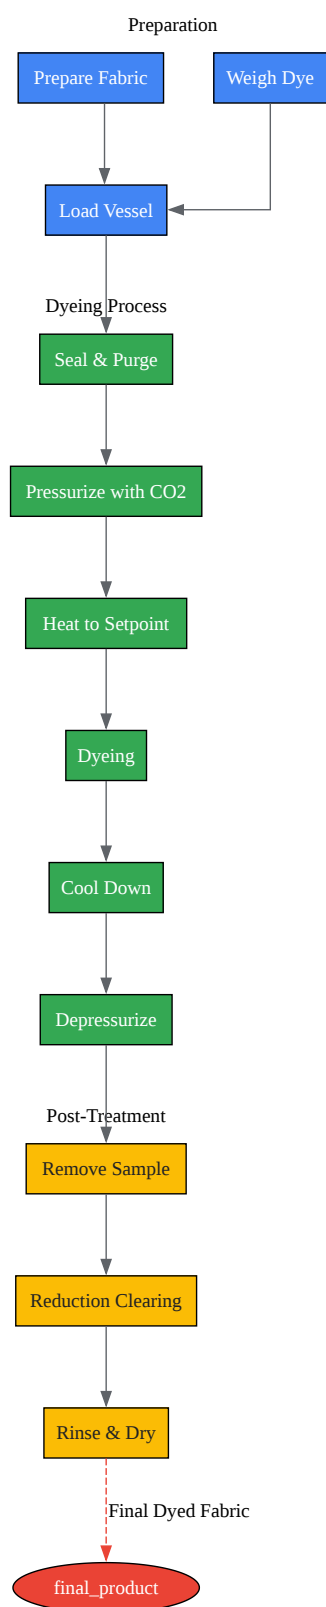 Preparation
Prepare Fabric
Weigh Dye
Load Vessel
Dyeing Process
Seal & Purge
Pressurize with CO2
Heat to Setpoint
Dyeing
Cool Down
Depressurize
Post-Treatment
Remove Sample
Reduction Clearing
Rinse & Dry
Final Dyed Fabric
final_product